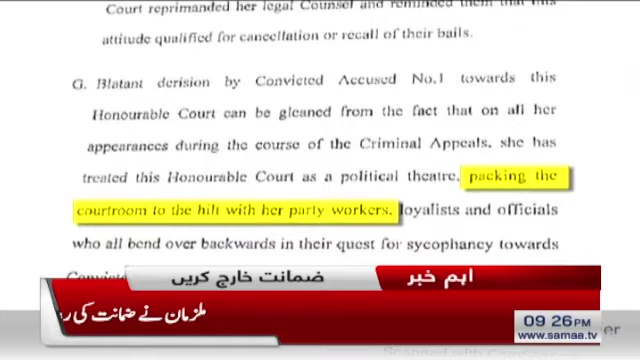 Court reprimanded her legal Counsel and reminded them that this
attitude qualified for cancellation or recall of their bails.
G. Blatant derision by Convicted Accused No.1 towards this
Honourable Court can be gleaned from the fact that on all her
appearances during the course of the Criminal Appeals, she has
treated this Honourable Court as a political theatre, packing the
courtroom to the hilt with her party workers, loyalists and officials
who all bend over backwards in their quest for sycophancy towards
اہم خبر
ضمانت خارج کریں
ملزمان نے ضمانت کی
09 26PM
www.samaa.tv